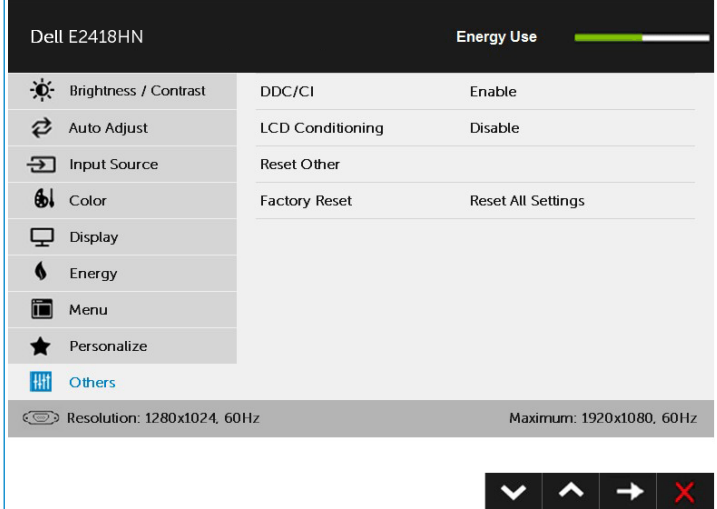 Dell E2418HN
Energy Use
Brightness / Contrast
DDC/CI Enable
Auto Adjust
LCD Conditioning Disable
Input Source
Reset Other
Color
Factory Reset Reset All Settings
Display
Energy
Menu
Personalize
Others
Resolution: 1280x1024, 60Hz
Maximum: 1920x1080, 60Hz